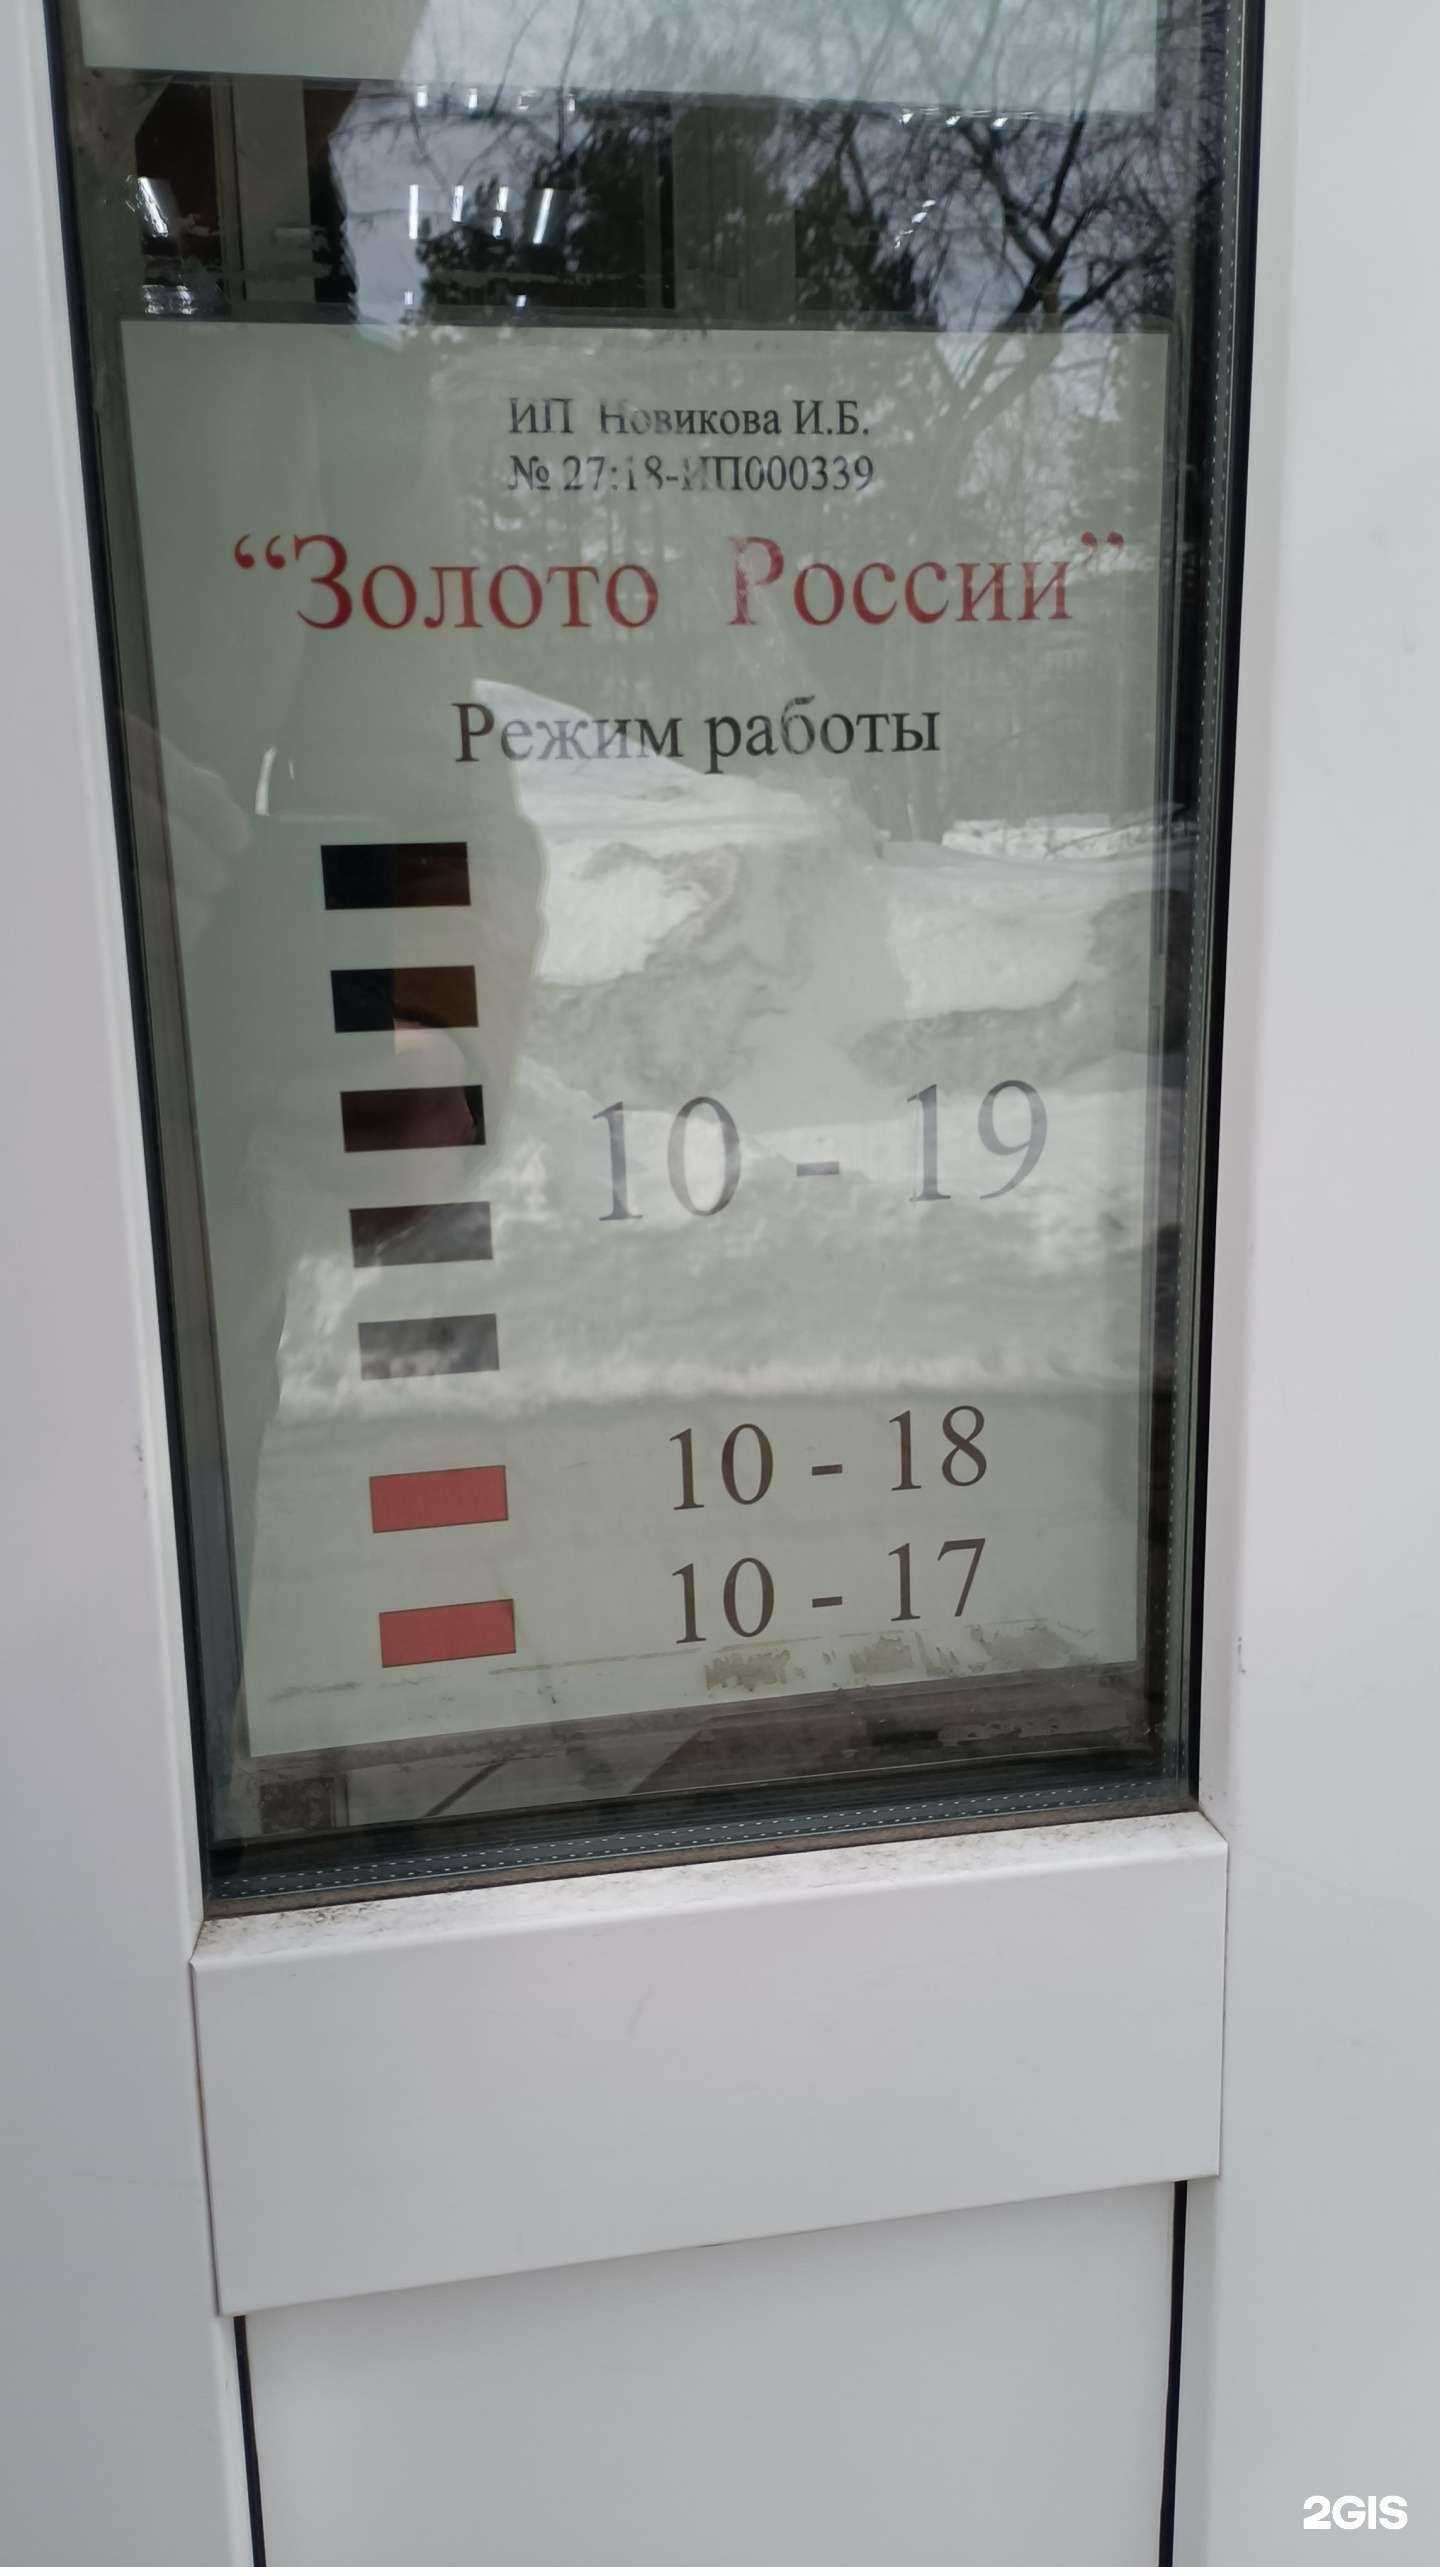 ИП Новикова И.Б.
№ 27:18-ИП000339
“Золото России”
Режим работы
10 - 19
10 - 18
10 - 17
2GIS